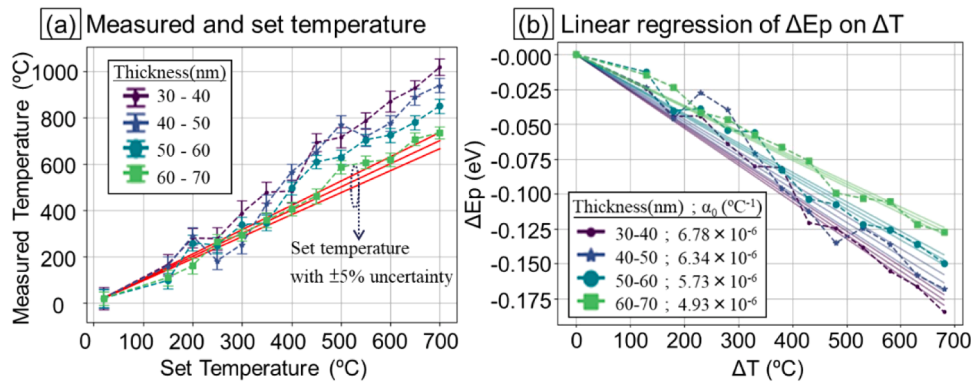 (a) Measured and set temperature
Measured Temperature (ºC)
1000
800
600
400
200
0
Thickness(nm)
30 - 40
40 - 50
50 - 60
60 - 70
Set temperature
with ±5% uncertainty
0 100 200 300 400 500 600 700
Set Temperature (ºC)
(b) Linear regression of ΔEp on ΔT
ΔEp (eV)
-0.000
-0.025
-0.050
-0.075
-0.100
-0.125
-0.150
-0.175
Thickness(nm) ; α₀ (ºC⁻¹)
30-40 ; 6.78 × 10⁻⁶
40-50 ; 6.34 × 10⁻⁶
50-60 ; 5.73 × 10⁻⁶
60-70 ; 4.93 × 10⁻⁶
0 100 200 300 400 500 600 700
ΔT (ºC)